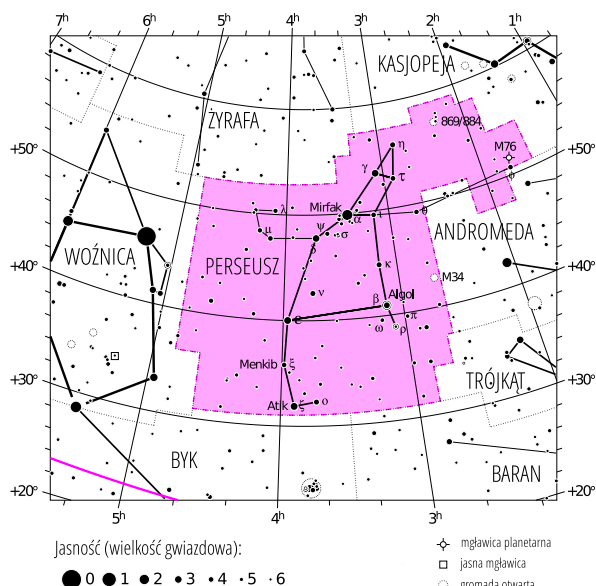 7h 6h 5h 4h 3h 2h 1h
KASJOPEJA
ŻYRAFA
869/884
+50° +50°
M76
η
γ
τ
φ
λ
Mirfak α ι θ
μ ψ σ
ANDROMEDA
WOŹNICA
PERSEUSZ
δ
κ
+40° +40°
M34
ν
β Algol
ε
π
ω ρ
Menkib ξ
+30° +30°
TRÓJKĄT
Atik ζ ο
BYK
BARAN
+20° +20°
5h 4h 3h
Jasność (wielkość gwiazdowa):
0 1 2 3 4 5 6
mgławica planetarna
jasna mgławica
gromada otwarta